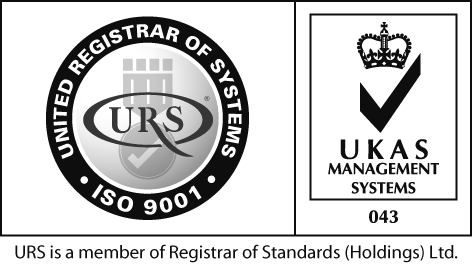 UNITED REGISTRAR OF SYSTEMS
URS®
• ISO 9001 •
UKAS
MANAGEMENT
SYSTEMS
043
URS is a member of Registrar of Standards (Holdings) Ltd.